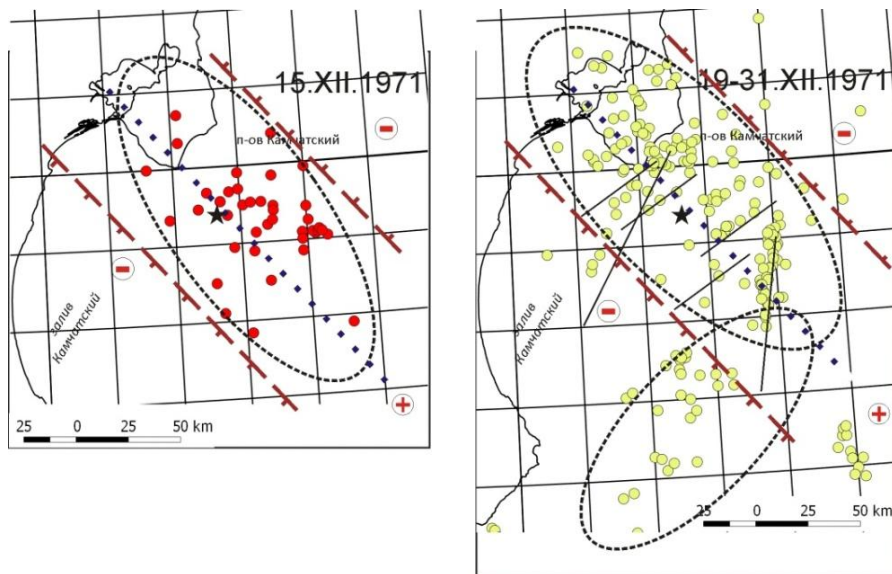 15.XII.1971
п-ов Камчатский
−
−
залив
Камчатский
+
25 0 25 50 km
19-31.XII.1971
п-ов Камчатский
−
−
залив
Камчатский
+
25 0 25 50 km